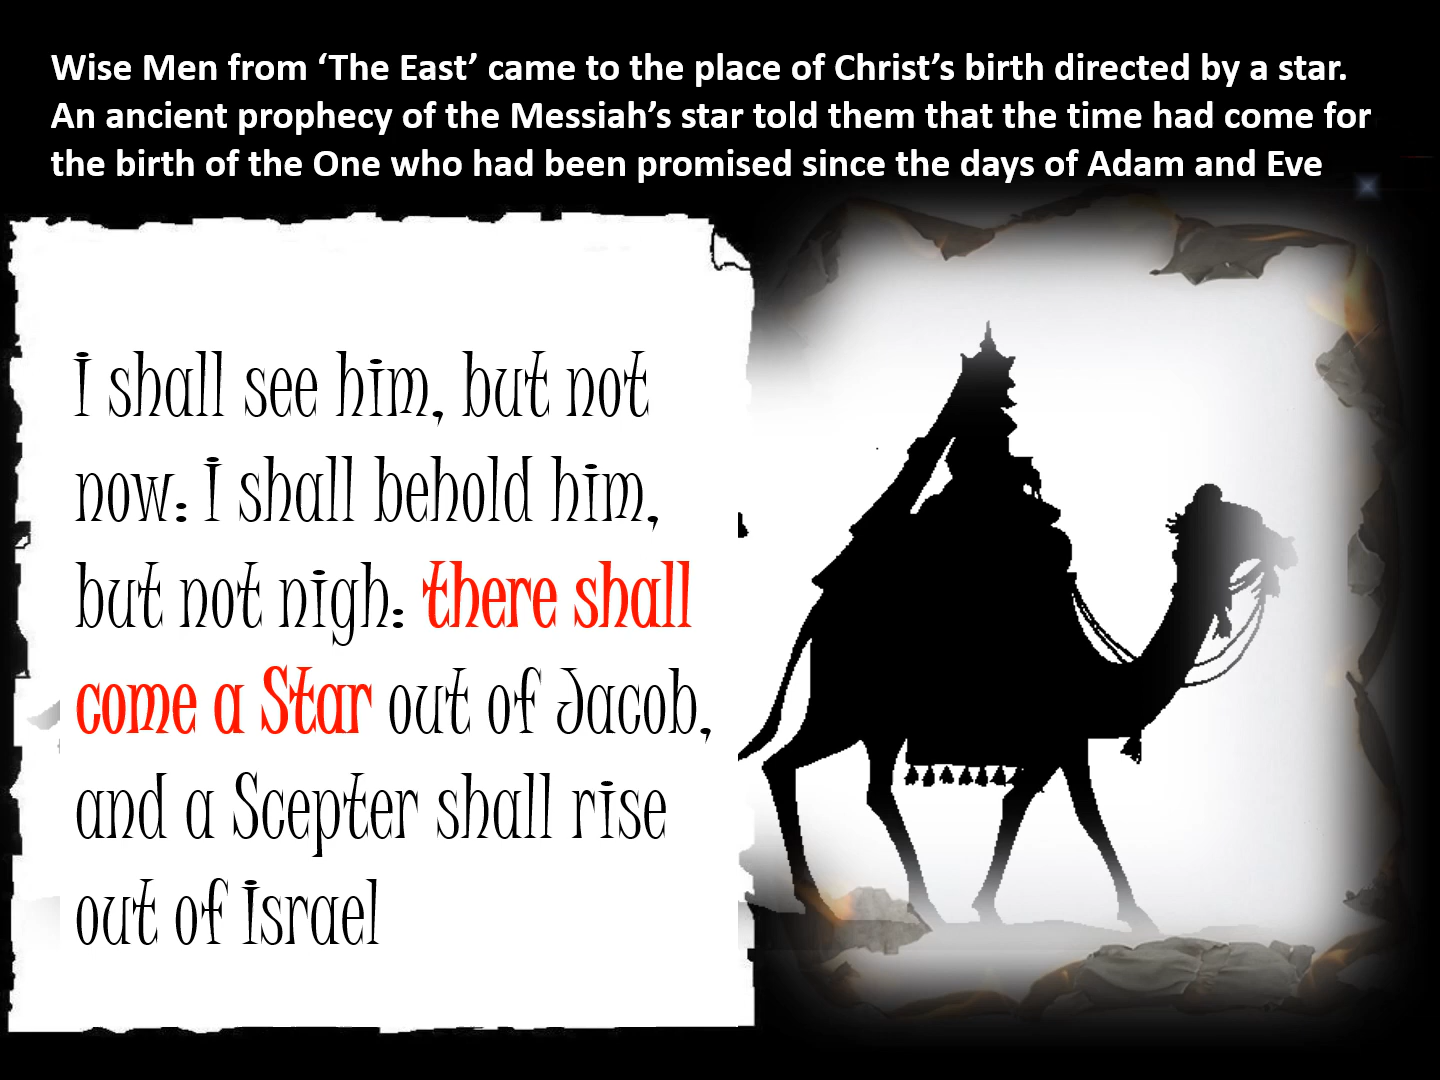 Wise Men from ‘The East’ came to the place of Christ’s birth directed by a star.
An ancient prophecy of the Messiah’s star told them that the time had come for
the birth of the One who had been promised since the days of Adam and Eve
I shall see him, but not
now: I shall behold him,
but not nigh: there shall
come a Star out of Jacob,
and a Scepter shall rise
out of Israel